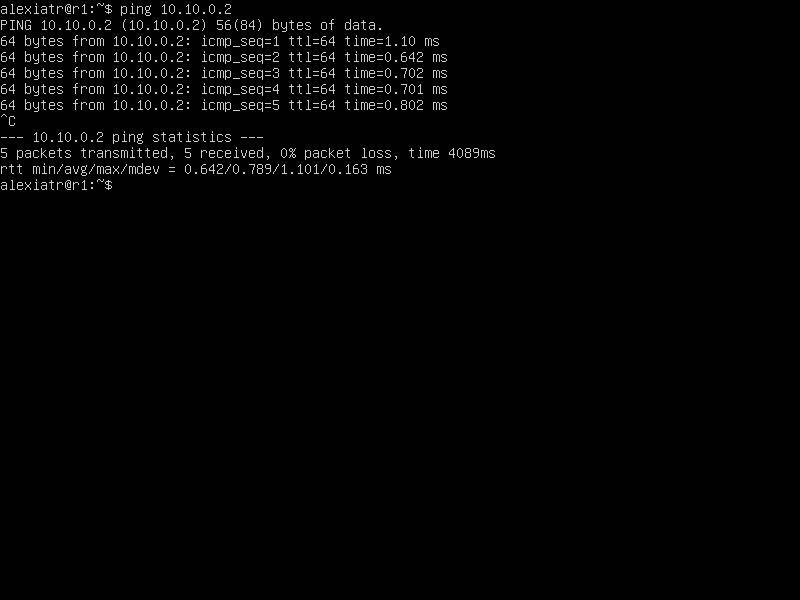 alexiatr@r1:~$ ping 10.10.0.2
PING 10.10.0.2 (10.10.0.2) 56(84) bytes of data.
64 bytes from 10.10.0.2: icmp_seq=1 ttl=64 time=1.10 ms
64 bytes from 10.10.0.2: icmp_seq=2 ttl=64 time=0.642 ms
64 bytes from 10.10.0.2: icmp_seq=3 ttl=64 time=0.702 ms
64 bytes from 10.10.0.2: icmp_seq=4 ttl=64 time=0.701 ms
64 bytes from 10.10.0.2: icmp_seq=5 ttl=64 time=0.802 ms
^C
--- 10.10.0.2 ping statistics ---
5 packets transmitted, 5 received, 0% packet loss, time 4089ms
rtt min/avg/max/mdev = 0.642/0.789/1.101/0.163 ms
alexiatr@r1:~$